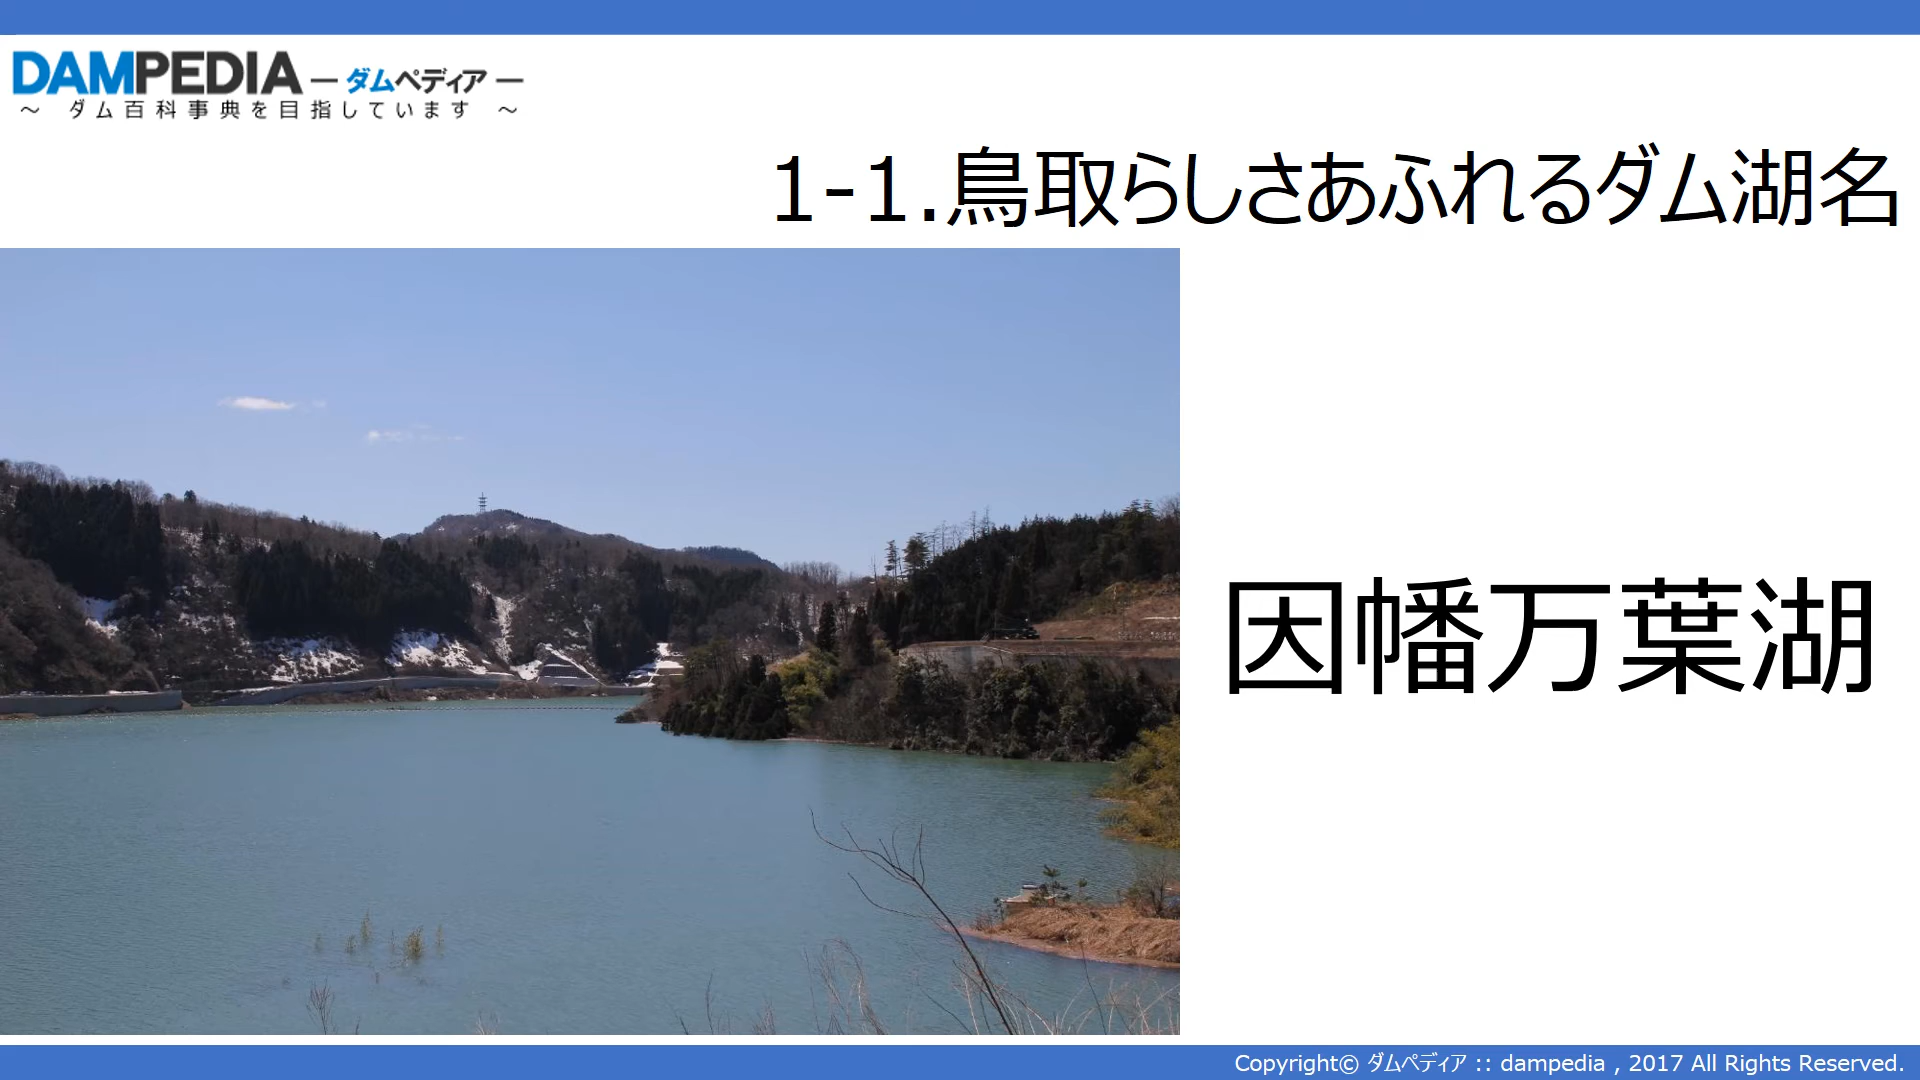 DAMPEDIA ― ダムペディア ―
～ ダム百科事典を目指しています ～
1-1.鳥取らしさあふれるダム湖名
因幡万葉湖
Copyright© ダムペディア :: dampedia , 2017 All Rights Reserved.